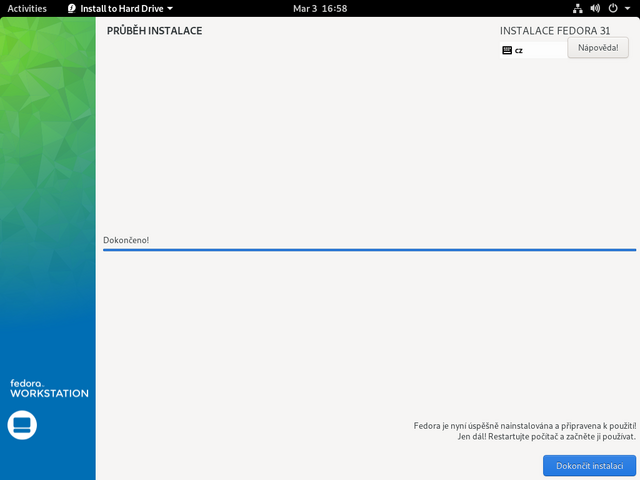 Activities
Install to Hard Drive
Mar 3 16:58
PRŮBĚH INSTALACE
INSTALACE FEDORA 31
cz
Nápověda!
Dokončeno!
fedora
WORKSTATION
Fedora je nyní úspěšně nainstalována a připravena k použití!
Jen dál! Restartujte počítač a začněte ji používat.
Dokončit instalaci